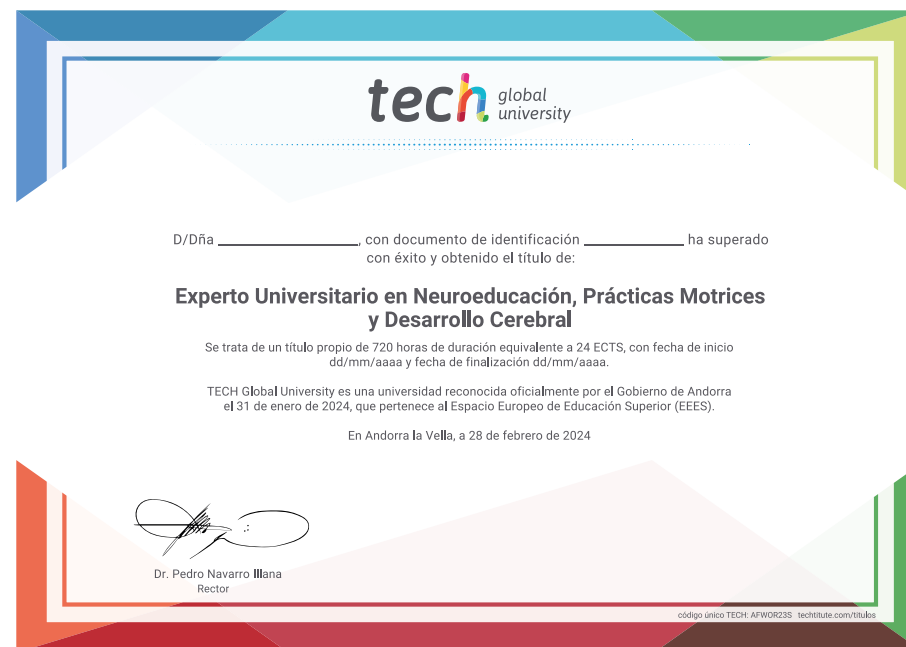 tech global university
D/Dña ____________________, con documento de identificación ______________ ha superado
con éxito y obtenido el título de:
Experto Universitario en Neuroeducación, Prácticas Motrices
y Desarrollo Cerebral
Se trata de un título propio de 720 horas de duración equivalente a 24 ECTS, con fecha de inicio
dd/mm/aaaa y fecha de finalización dd/mm/aaaa.
TECH Global University es una universidad reconocida oficialmente por el Gobierno de Andorra
el 31 de enero de 2024, que pertenece al Espacio Europeo de Educación Superior (EEES).
En Andorra la Vella, a 28 de febrero de 2024
Dr. Pedro Navarro Illana
Rector
código único TECH: AFWOR23S techtitute.com/titulos